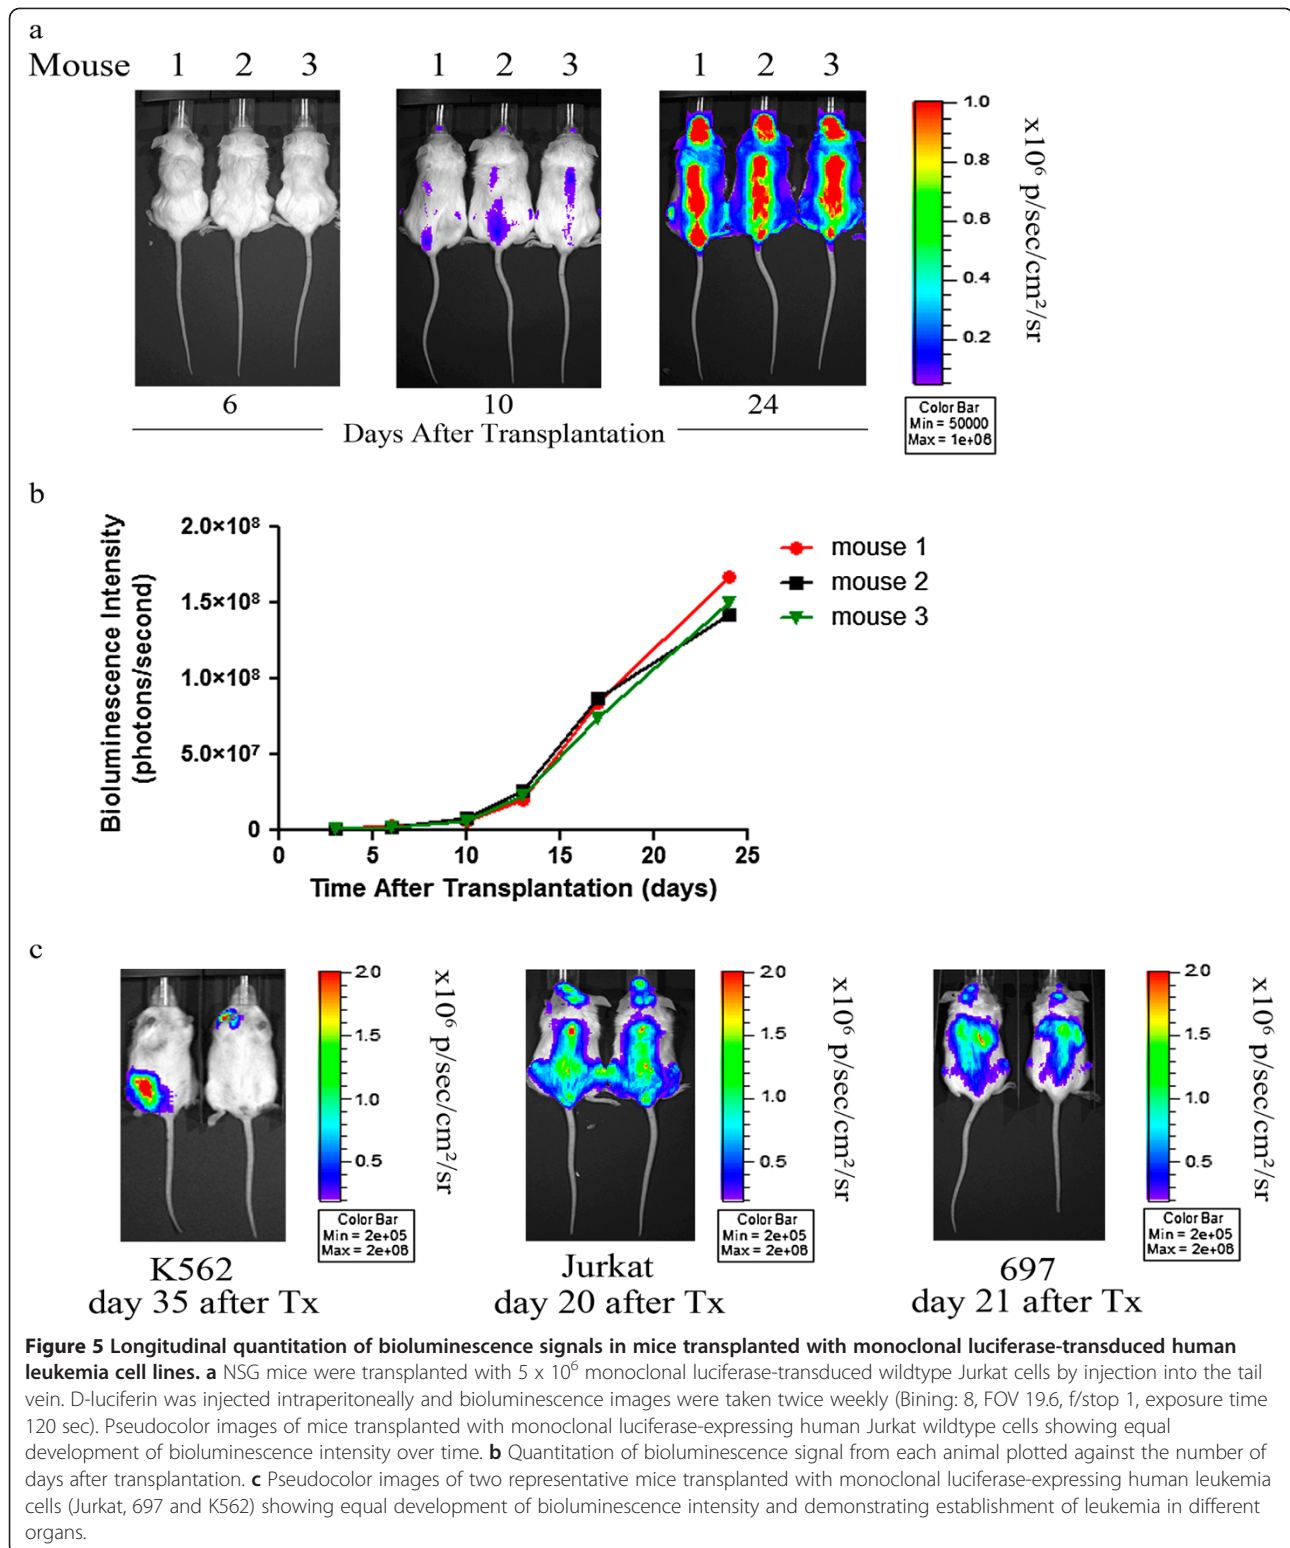 a
Mouse 1 2 3 1 2 3 1 2 3
1.0
0.8
0.6
0.4
0.2
x10⁶ p/sec/cm²/sr
Color Bar
Min = 50000
Max = 1e+06
6 10 24
Days After Transplantation
b
Bioluminescence Intensity
(photons/second)
2.0×10⁸
1.5×10⁸
1.0×10⁸
5.0×10⁷
0
0 5 10 15 20 25
Time After Transplantation (days)
mouse 1
mouse 2
mouse 3
c
2.0
1.5
1.0
0.5
x10⁶ p/sec/cm²/sr
Color Bar
Min = 2e+05
Max = 2e+06
K562
day 35 after Tx
2.0
1.5
1.0
0.5
x10⁶ p/sec/cm²/sr
Color Bar
Min = 2e+05
Max = 2e+06
Jurkat
day 20 after Tx
2.0
1.5
1.0
0.5
x10⁶ p/sec/cm²/sr
Color Bar
Min = 2e+05
Max = 2e+06
697
day 21 after Tx
Figure 5 Longitudinal quantitation of bioluminescence signals in mice transplanted with monoclonal luciferase-transduced human
leukemia cell lines. a NSG mice were transplanted with 5 x 10⁶ monoclonal luciferase-transduced wildtype Jurkat cells by injection into the tail
vein. D-luciferin was injected intraperitoneally and bioluminescence images were taken twice weekly (Bining: 8, FOV 19.6, f/stop 1, exposure time
120 sec). Pseudocolor images of mice transplanted with monoclonal luciferase-expressing human Jurkat wildtype cells showing equal
development of bioluminescence intensity over time. b Quantitation of bioluminescence signal from each animal plotted against the number of
days after transplantation. c Pseudocolor images of two representative mice transplanted with monoclonal luciferase-expressing human leukemia
cells (Jurkat, 697 and K562) showing equal development of bioluminescence intensity and demonstrating establishment of leukemia in different
organs.